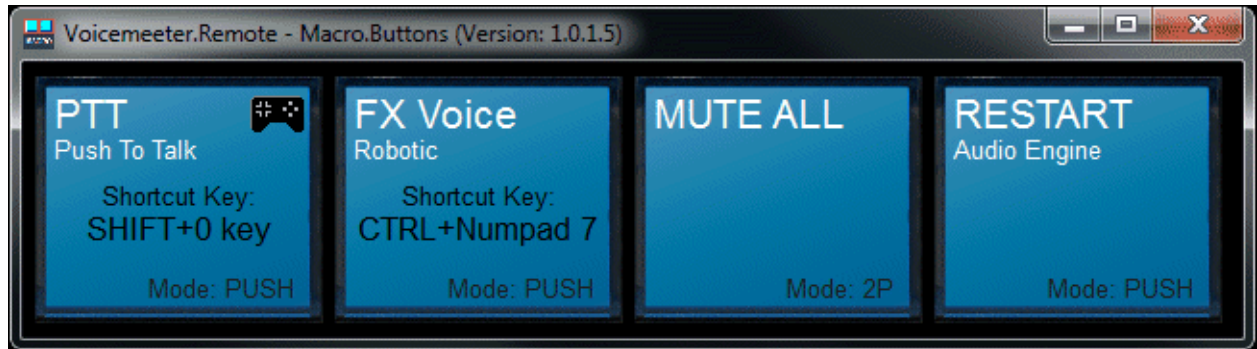 Voicemeeter.Remote - Macro.Buttons (Version: 1.0.1.5)
PTT
Push To Talk
Shortcut Key:
SHIFT+0 key
Mode: PUSH
FX Voice
Robotic
Shortcut Key:
CTRL+Numpad 7
Mode: PUSH
MUTE ALL
Mode: 2P
RESTART
Audio Engine
Mode: PUSH